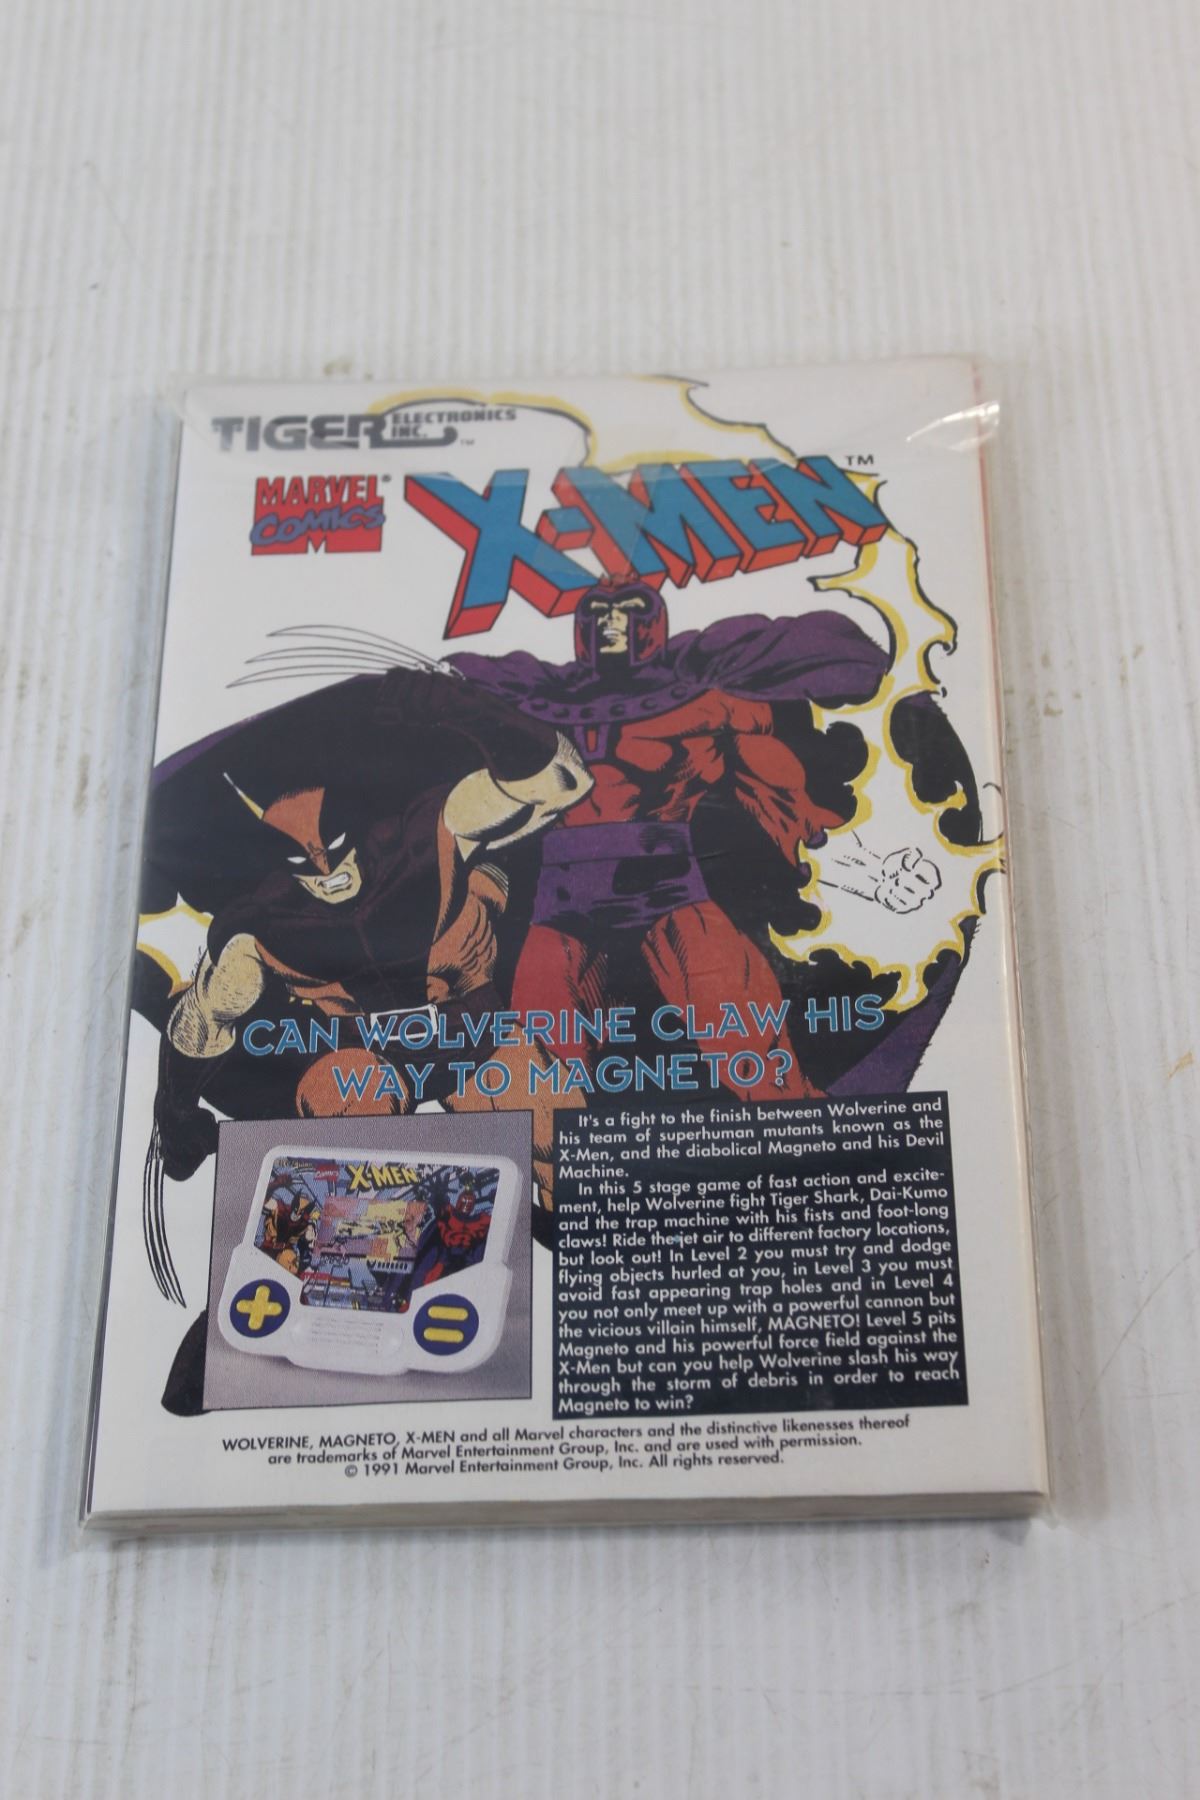 TIGER ELECTRONICS INC.™
MARVEL®
COMICS
X-MEN™
CAN WOLVERINE CLAW HIS
WAY TO MAGNETO?
X-MEN
It's a fight to the finish between Wolverine and
his team of superhuman mutants known as the
X-Men, and the diabolical Magneto and his Devil
Machine.
In this 5 stage game of fast action and excite-
ment, help Wolverine fight Tiger Shark, Dai-Kumo
and the trap machine with his fists and foot-long
claws! Ride the jet air to different factory locations,
but look out! In Level 2 you must try and dodge
flying objects hurled at you, in Level 3 you must
avoid fast appearing trap holes and in Level 4
you not only meet up with a powerful cannon but
the vicious villain himself, MAGNETO! Level 5 pits
Magneto and his powerful force field against the
X-Men but can you help Wolverine slash his way
through the storm of debris in order to reach
Magneto to win?
WOLVERINE, MAGNETO, X-MEN and all Marvel characters and the distinctive likenesses thereof
are trademarks of Marvel Entertainment Group, Inc. and are used with permission.
© 1991 Marvel Entertainment Group, Inc. All rights reserved.